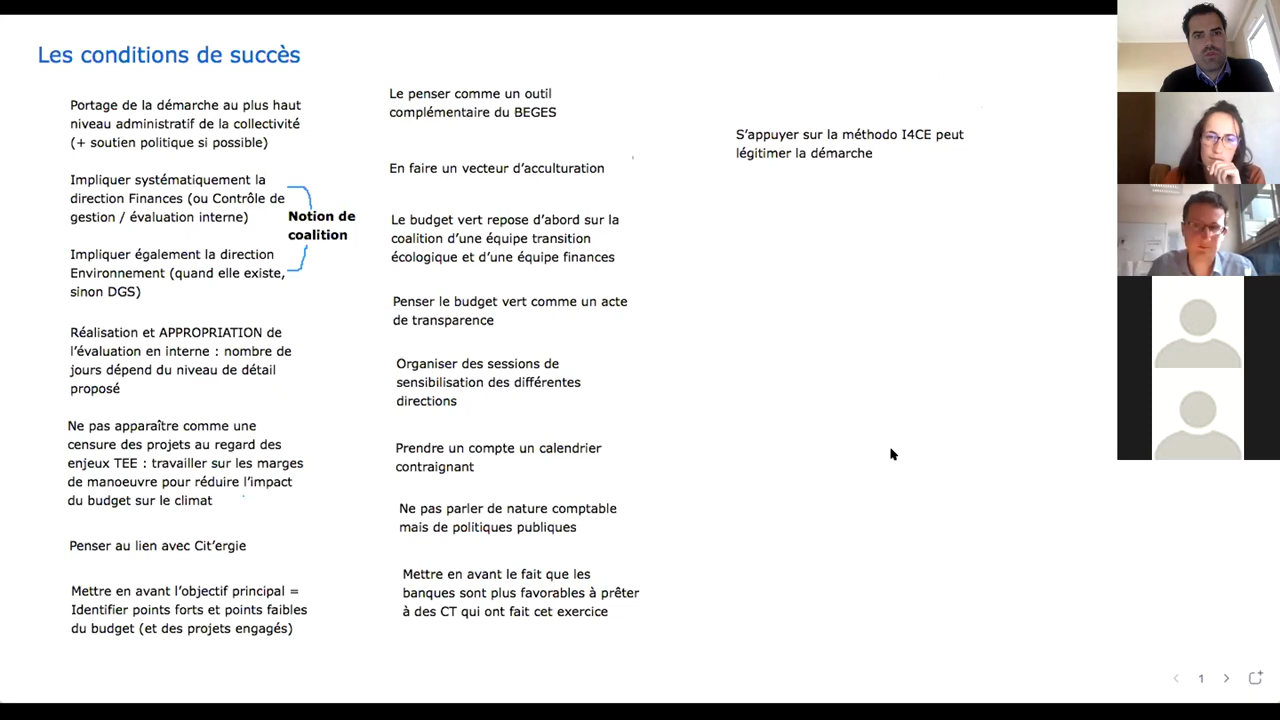 Les conditions de succès
Portage de la démarche au plus haut
niveau administratif de la collectivité
(+ soutien politique si possible)
Impliquer systématiquement la
direction Finances (ou Contrôle de
gestion / évaluation interne)
Notion de
coalition
Impliquer également la direction
Environnement (quand elle existe,
sinon DGS)
Réalisation et APPROPRIATION de
l’évaluation en interne : nombre de
jours dépend du niveau de détail
proposé
Ne pas apparaître comme une
censure des projets au regard des
enjeux TEE : travailler sur les marges
de manoeuvre pour réduire l’impact
du budget sur le climat
Penser au lien avec Cit’ergie
Mettre en avant l’objectif principal =
Identifier points forts et points faibles
du budget (et des projets engagés)
Le penser comme un outil
complémentaire du BEGES
En faire un vecteur d’acculturation
Le budget vert repose d’abord sur la
coalition d’une équipe transition
écologique et d’une équipe finances
Penser le budget vert comme un acte
de transparence
Organiser des sessions de
sensibilisation des différentes
directions
Prendre un compte un calendrier
contraignant
Ne pas parler de nature comptable
mais de politiques publiques
Mettre en avant le fait que les
banques sont plus favorables à prêter
à des CT qui ont fait cet exercice
S’appuyer sur la méthodo I4CE peut
légitimer la démarche
1